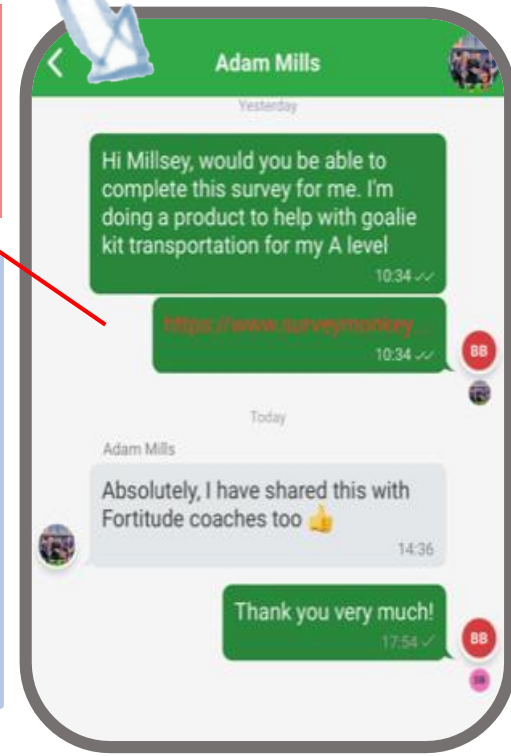 Adam Mills
Yesterday
Hi Millsey, would you be able to
complete this survey for me. I'm
doing a product to help with goalie
kit transportation for my A level
10:34
https://www.surveymonkey...
10:34
BB
Today
Adam Mills
Absolutely, I have shared this with
Fortitude coaches too 👍
14:36
Thank you very much!
17:54
BB